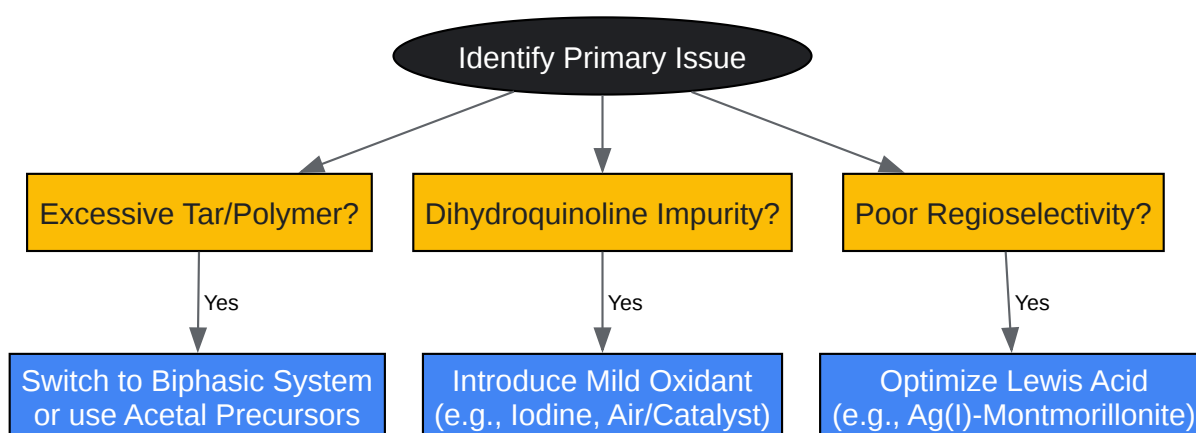 Identify Primary Issue
Excessive Tar/Polymer?
Dihydroquinoline Impurity?
Poor Regioselectivity?
Yes
Yes
Yes
Switch to Biphasic System
or use Acetal Precursors
Introduce Mild Oxidant
(e.g., Iodine, Air/Catalyst)
Optimize Lewis Acid
(e.g., Ag(I)-Montmorillonite)